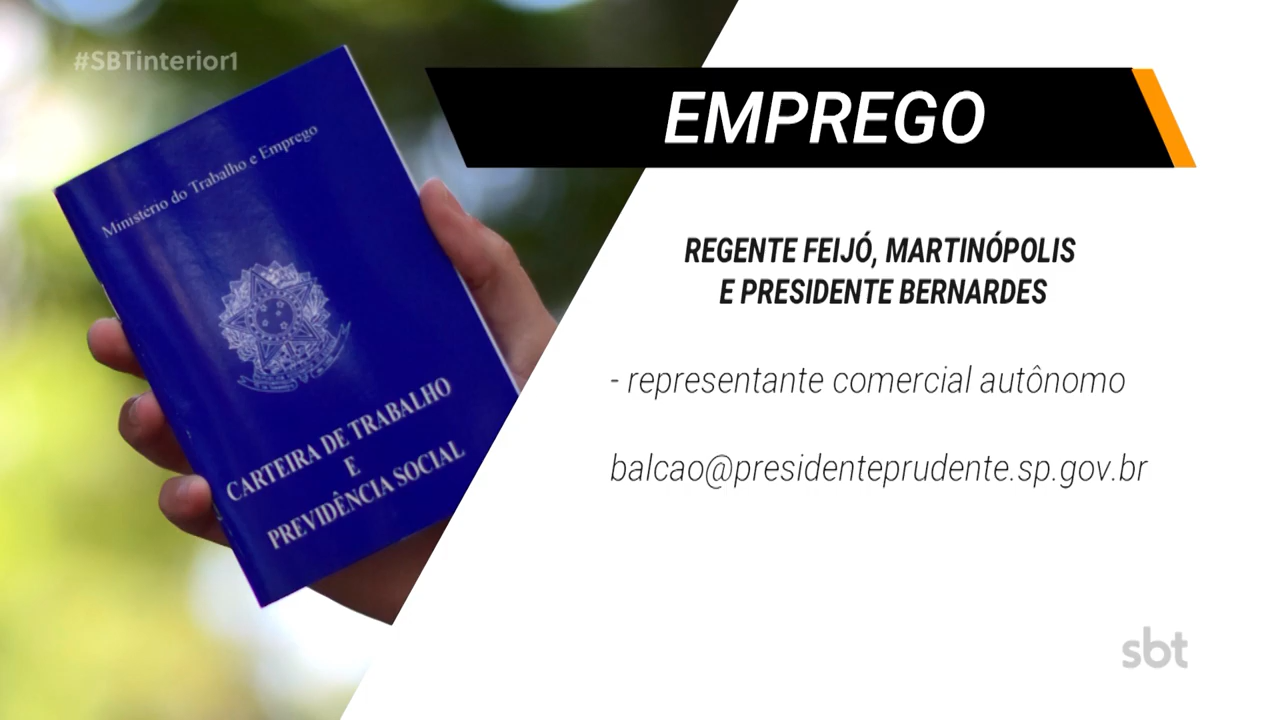 #SBTinterior1
EMPREGO
Ministério do Trabalho e Emprego
CARTEIRA DE TRABALHO
E
PREVIDÊNCIA SOCIAL
REGENTE FEIJÓ, MARTINÓPOLIS
E PRESIDENTE BERNARDES
- representante comercial autônomo
balcao@presidenteprudente.sp.gov.br
sbt